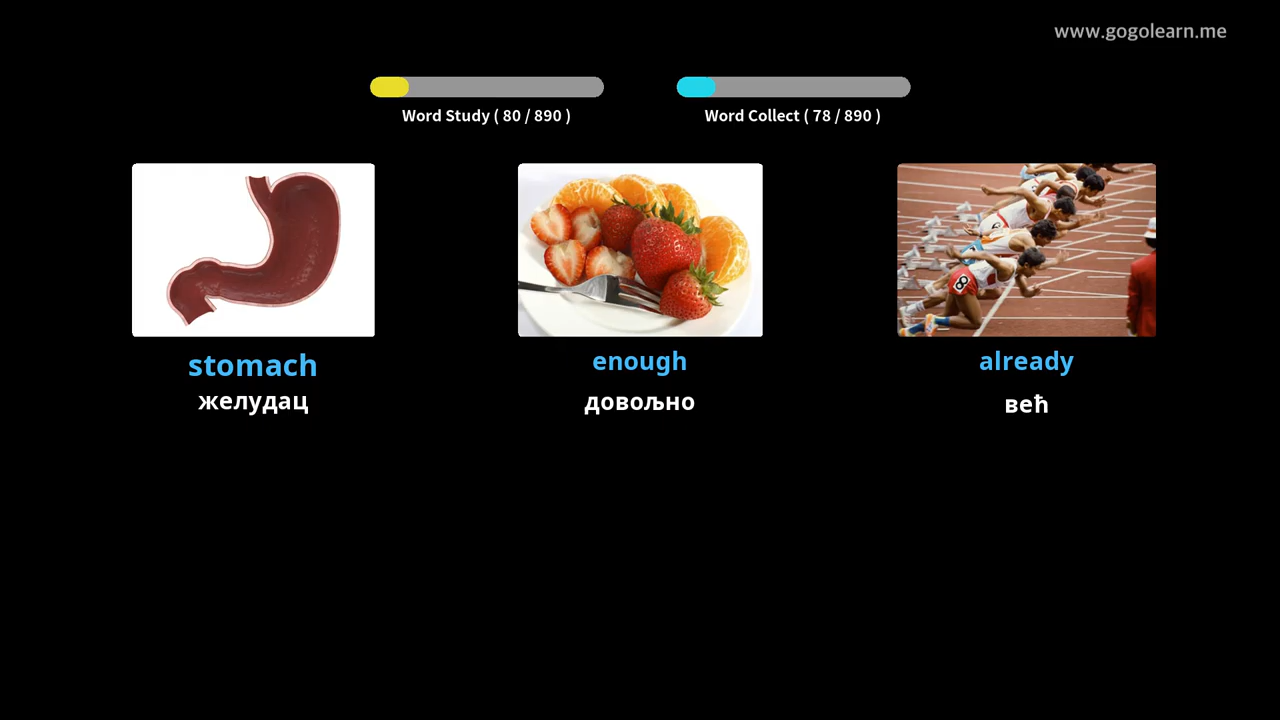 www.gogolearn.me
Word Study ( 80 / 890 )
Word Collect ( 78 / 890 )
stomach
желудац
enough
довољно
already
већ